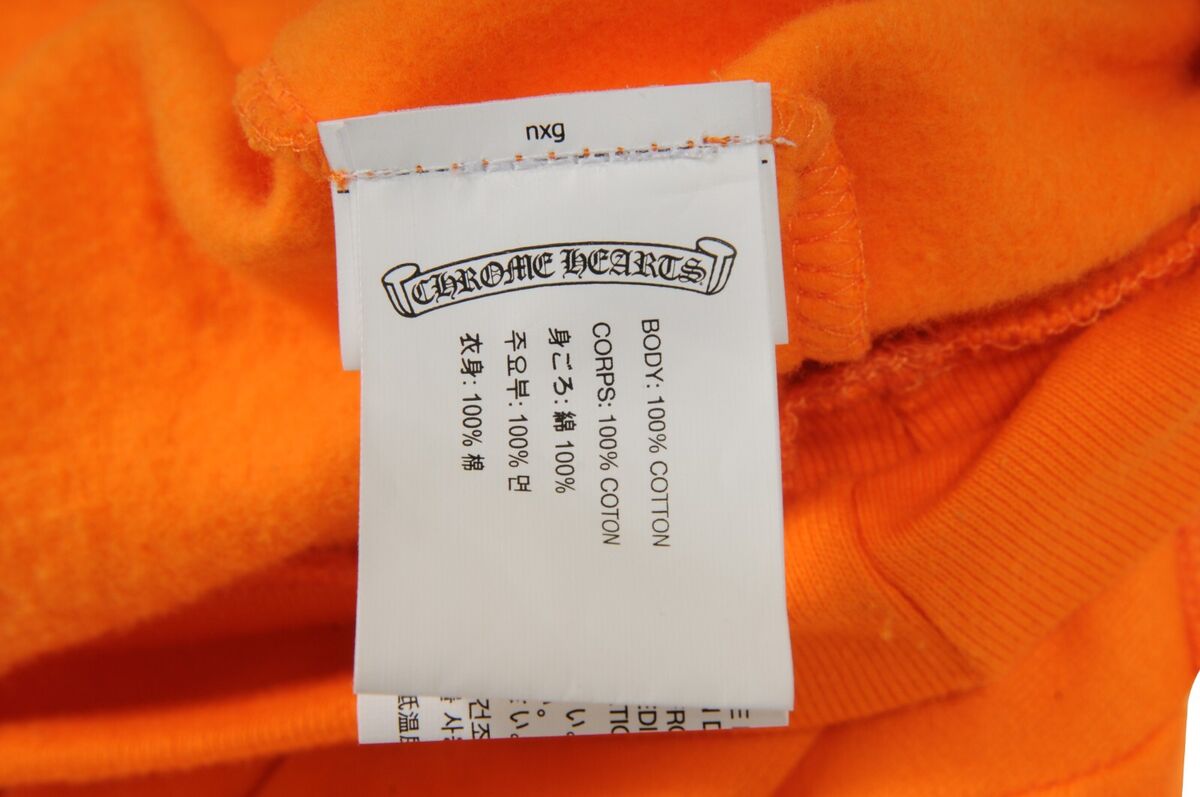 nxg
CHROME HEARTS
BODY: 100% COTTON
CORPS: 100% COTON
身ごろ: 綿 100%
주요부: 100% 면
衣身: 100% 棉